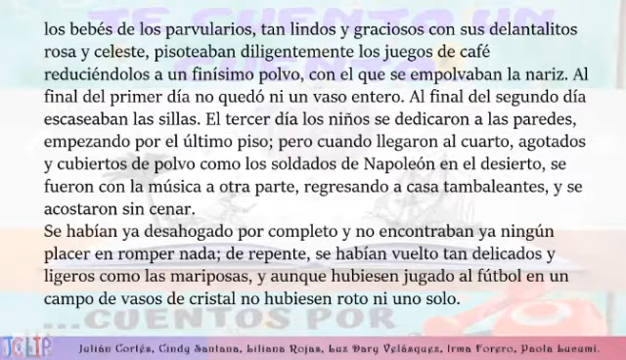 TE CUENTO UN
CUENTO
los bebés de los parvularios, tan lindos y graciosos con sus delantalitos
rosa y celeste, pisoteaban diligentemente los juegos de café
reduciéndolos a un finísimo polvo, con el que se empolvaban la nariz. Al
final del primer día no quedó ni un vaso entero. Al final del segundo día
escaseaban las sillas. El tercer día los niños se dedicaron a las paredes,
empezando por el último piso; pero cuando llegaron al cuarto, agotados
y cubiertos de polvo como los soldados de Napoleón en el desierto, se
fueron con la música a otra parte, regresando a casa tambaleantes, y se
acostaron sin cenar.
Se habían ya desahogado por completo y no encontraban ya ningún
placer en romper nada; de repente, se habían vuelto tan delicados y
ligeros como las mariposas, y aunque hubiesen jugado al fútbol en un
campo de vasos de cristal no hubiesen roto ni uno solo.
...CUENTOS POR
Julián Cortés, Cindy Santana, Liliana Rojas, Luz Dary Velásquez, Irma Forero, Paola Lucumi.